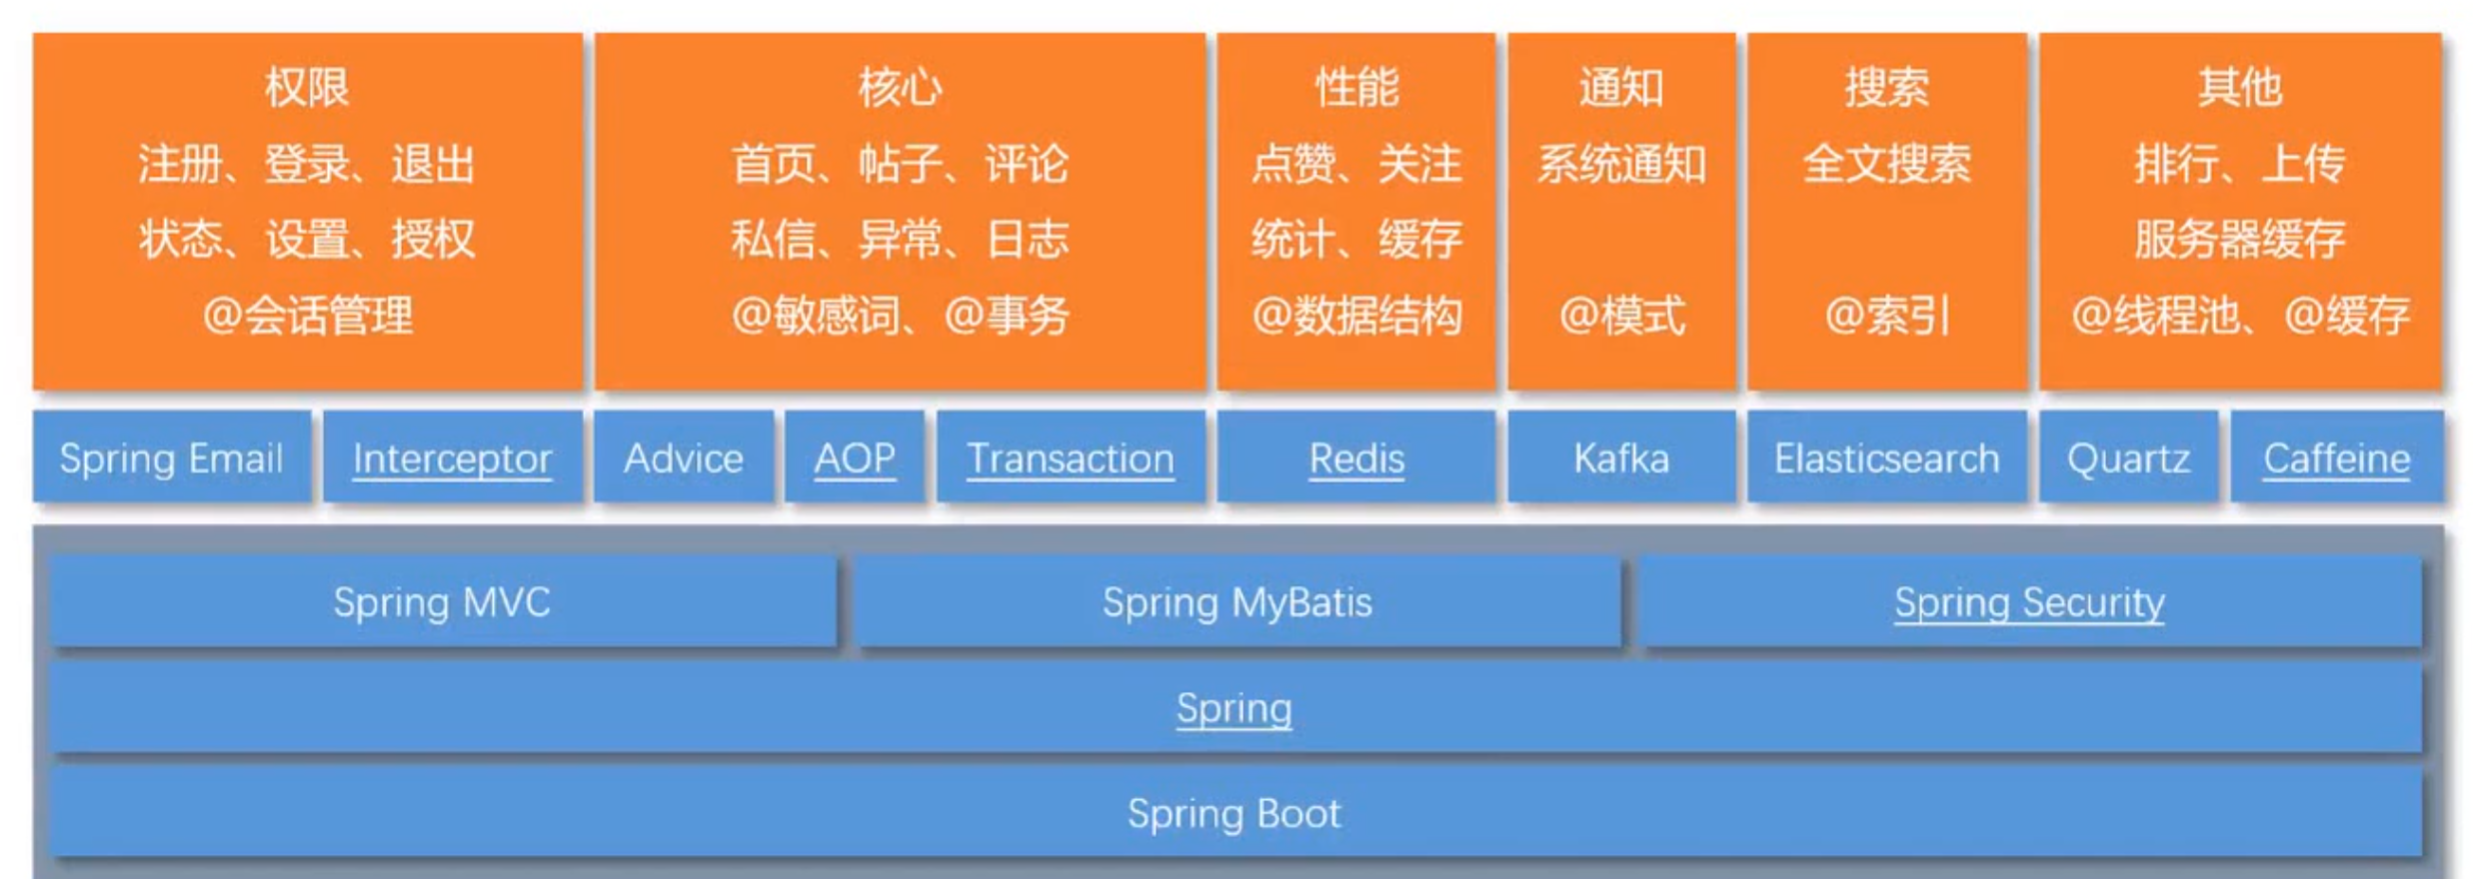 权限
注册、登录、退出
状态、设置、授权
@会话管理
核心
首页、帖子、评论
私信、异常、日志
@敏感词、@事务
性能
点赞、关注
统计、缓存
@数据结构
通知
系统通知
@模式
搜索
全文搜索
@索引
其他
排行、上传
服务器缓存
@线程池、@缓存
Spring Email
Interceptor
Advice
AOP
Transaction
Redis
Kafka
Elasticsearch
Quartz
Caffeine
Spring MVC
Spring MyBatis
Spring Security
Spring
Spring Boot